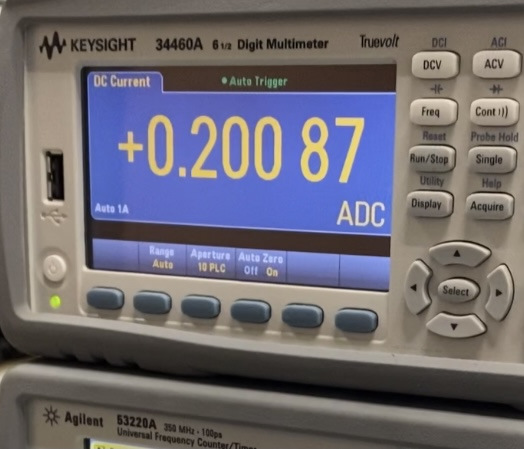 KEYSIGHT 34460A 6 1/2 Digit Multimeter Truevolt
DCI ACI
DC Current
Auto Trigger
DCV ACV
+0.200 87
Freq Cont
Reset Probe Hold
Run/Stop Single
Utility Help
Auto 1A
ADC
Display Acquire
Range Aperture Auto Zero
Auto 10 PLC Off On
Select
Agilent 53220A 350 MHz · 100ps
Universal Frequency Counter/Timer